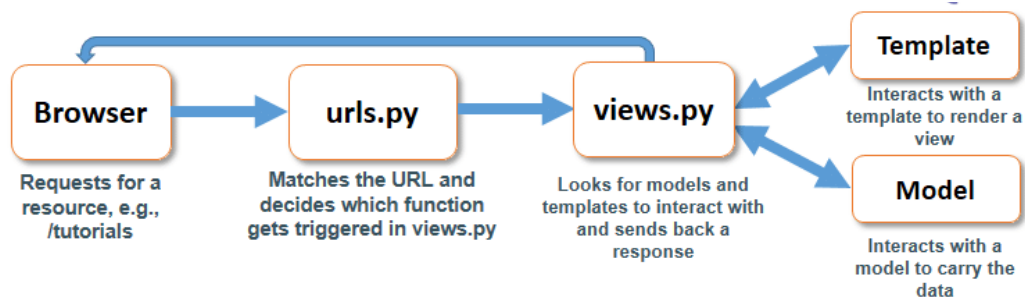 Browser
Requests for a
resource, e.g.,
/tutorials
urls.py
Matches the URL and
decides which function
gets triggered in views.py
views.py
Looks for models and
templates to interact with
and sends back a
response
Template
Interacts with a
template to render a
view
Model
Interacts with a
model to carry the
data